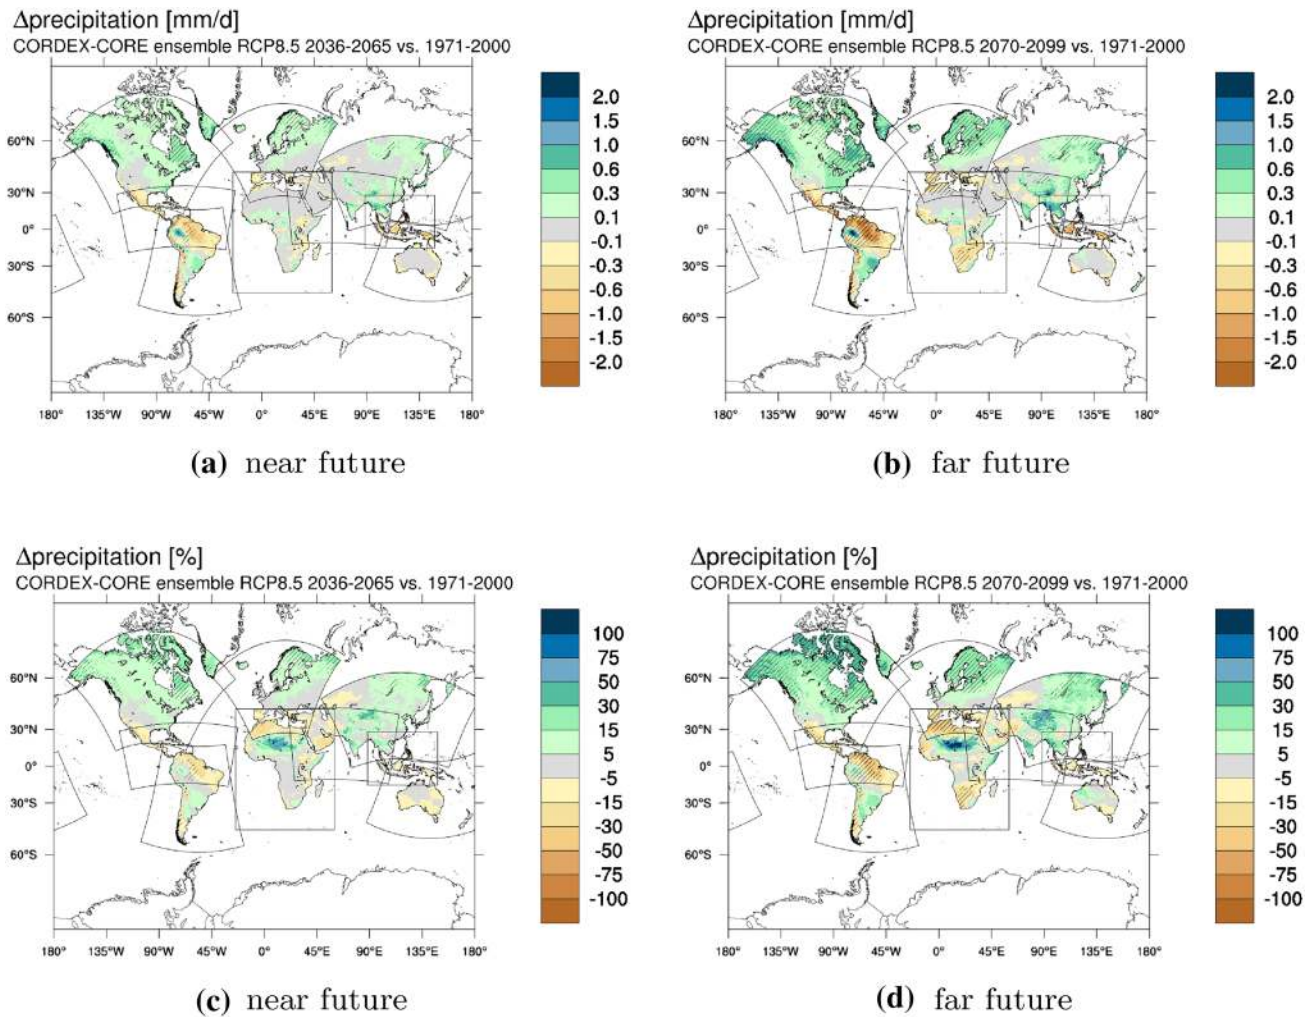 Δprecipitation [mm/d]
CORDEX-CORE ensemble RCP8.5 2036-2065 vs. 1971-2000
60°N
30°N
0°
30°S
60°S
180° 135°W 90°W 45°W 0° 45°E 90°E 135°E 180°
2.0
1.5
1.0
0.6
0.3
0.1
-0.1
-0.3
-0.6
-1.0
-1.5
-2.0
(a) near future
Δprecipitation [mm/d]
CORDEX-CORE ensemble RCP8.5 2070-2099 vs. 1971-2000
60°N
30°N
0°
30°S
60°S
180° 135°W 90°W 45°W 0° 45°E 90°E 135°E 180°
2.0
1.5
1.0
0.6
0.3
0.1
-0.1
-0.3
-0.6
-1.0
-1.5
-2.0
(b) far future
Δprecipitation [%]
CORDEX-CORE ensemble RCP8.5 2036-2065 vs. 1971-2000
60°N
30°N
0°
30°S
60°S
180° 135°W 90°W 45°W 0° 45°E 90°E 135°E 180°
100
75
50
30
15
5
-5
-15
-30
-50
-75
-100
(c) near future
Δprecipitation [%]
CORDEX-CORE ensemble RCP8.5 2070-2099 vs. 1971-2000
60°N
30°N
0°
30°S
60°S
180° 135°W 90°W 45°W 0° 45°E 90°E 135°E 180°
100
75
50
30
15
5
-5
-15
-30
-50
-75
-100
(d) far future